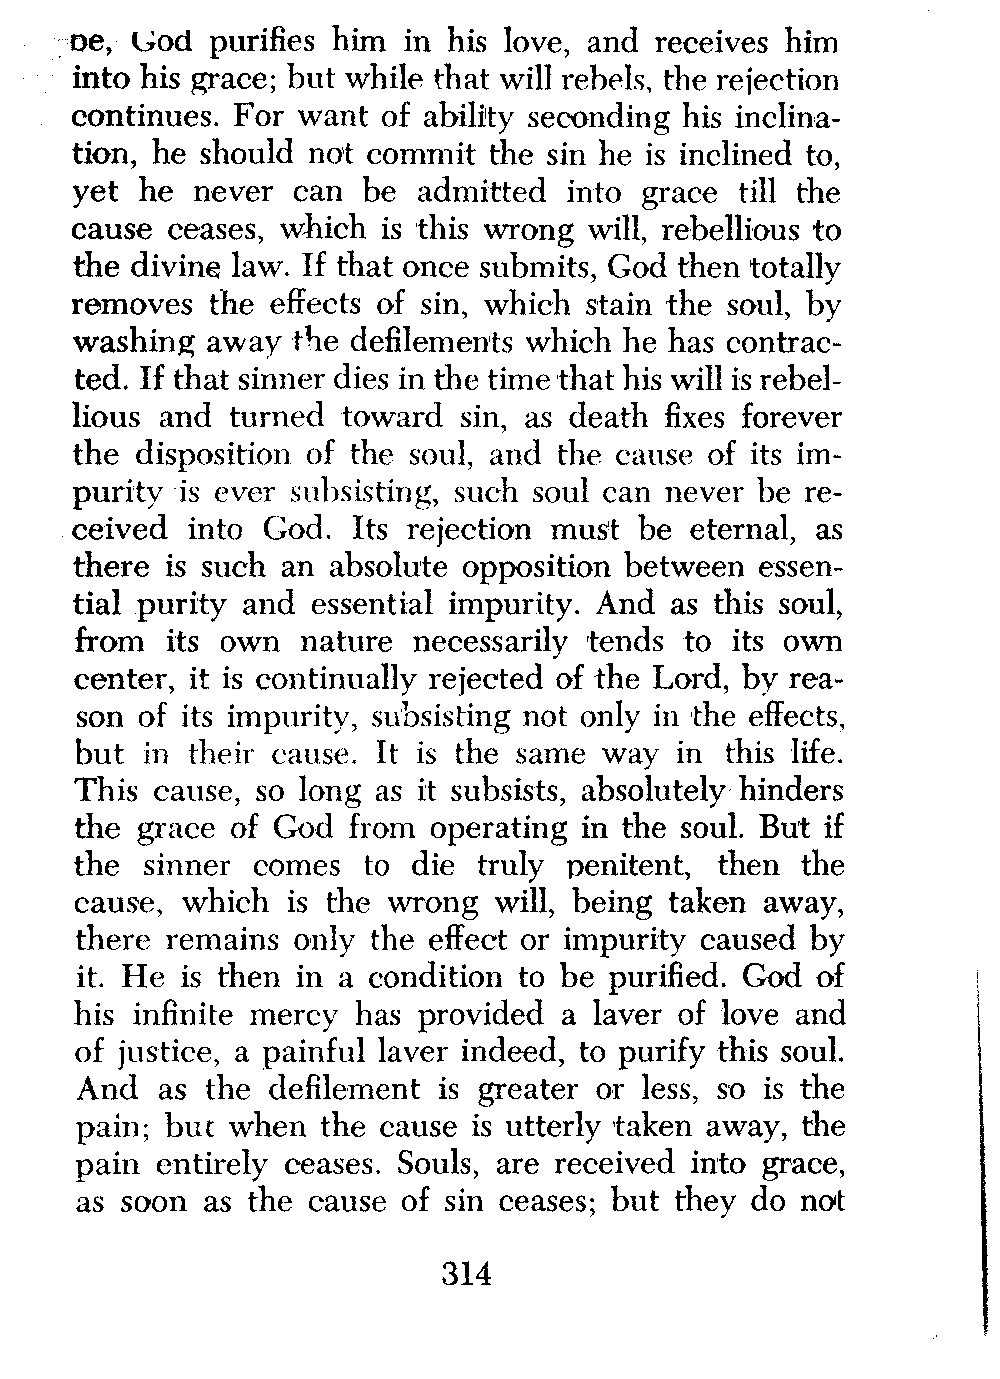 be, God purifies him in his love, and receives him
into his grace; but while that will rebels, the rejection
continues. For want of ability seconding his inclina-
tion, he should not commit the sin he is inclined to,
yet he never can be admitted into grace till the
cause ceases, which is this wrong will, rebellious to
the divine law. If that once submits, God then totally
removes the effects of sin, which stain the soul, by
washing away the defilements which he has contrac-
ted. If that sinner dies in the time that his will is rebel-
lious and turned toward sin, as death fixes forever
the disposition of the soul, and the cause of its im-
purity is ever subsisting, such soul can never be re-
ceived into God. Its rejection must be eternal, as
there is such an absolute opposition between essen-
tial purity and essential impurity. And as this soul,
from its own nature necessarily tends to its own
center, it is continually rejected of the Lord, by rea-
son of its impurity, subsisting not only in the effects,
but in their cause. It is the same way in this life.
This cause, so long as it subsists, absolutely hinders
the grace of God from operating in the soul. But if
the sinner comes to die truly penitent, then the
cause, which is the wrong will, being taken away,
there remains only the effect or impurity caused by
it. He is then in a condition to be purified. God of
his infinite mercy has provided a laver of love and
of justice, a painful laver indeed, to purify this soul.
And as the defilement is greater or less, so is the
pain; but when the cause is utterly taken away, the
pain entirely ceases. Souls, are received into grace,
as soon as the cause of sin ceases; but they do not
314